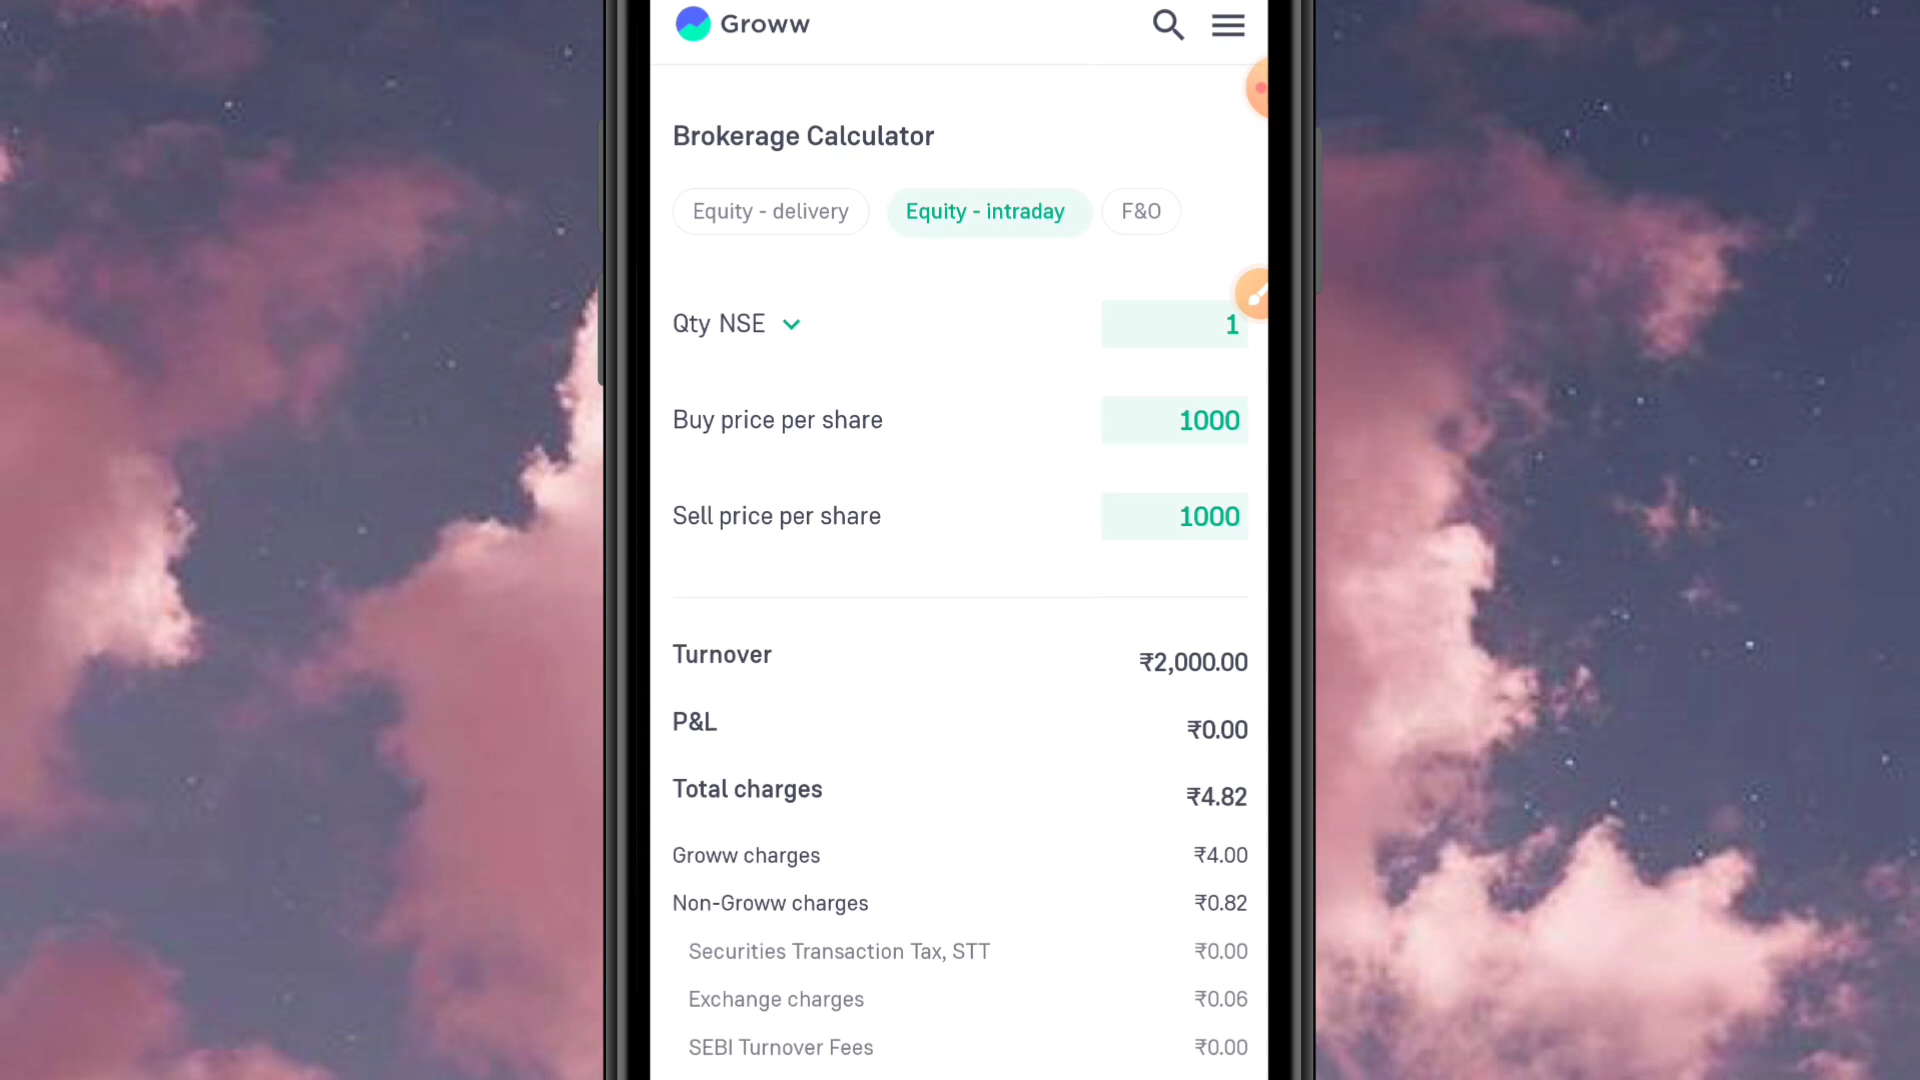 Groww
Brokerage Calculator
Equity - delivery Equity - intraday F&O
Qty NSE 1
Buy price per share 1000
Sell price per share 1000
Turnover ₹2,000.00
P&L ₹0.00
Total charges ₹4.82
Groww charges ₹4.00
Non-Groww charges ₹0.82
Securities Transaction Tax, STT ₹0.00
Exchange charges ₹0.06
SEBI Turnover Fees ₹0.00